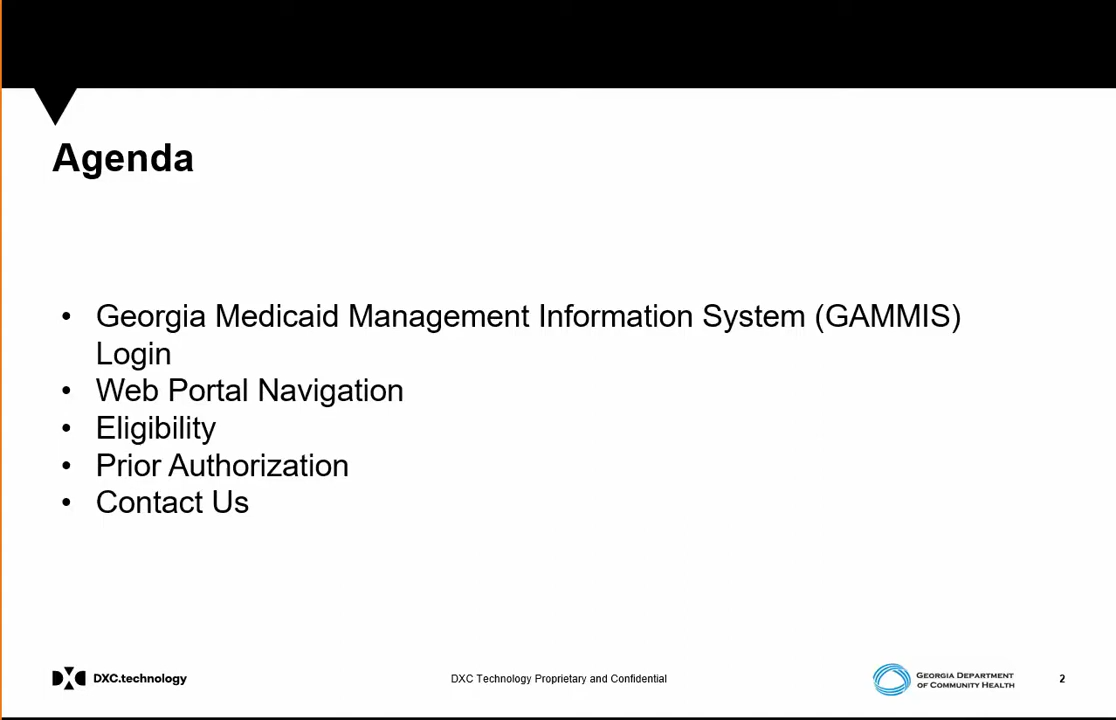 Agenda
• Georgia Medicaid Management Information System (GAMMIS)
Login
• Web Portal Navigation
• Eligibility
• Prior Authorization
• Contact Us
DXC.technology
DXC Technology Proprietary and Confidential
GEORGIA DEPARTMENT
OF COMMUNITY HEALTH
2